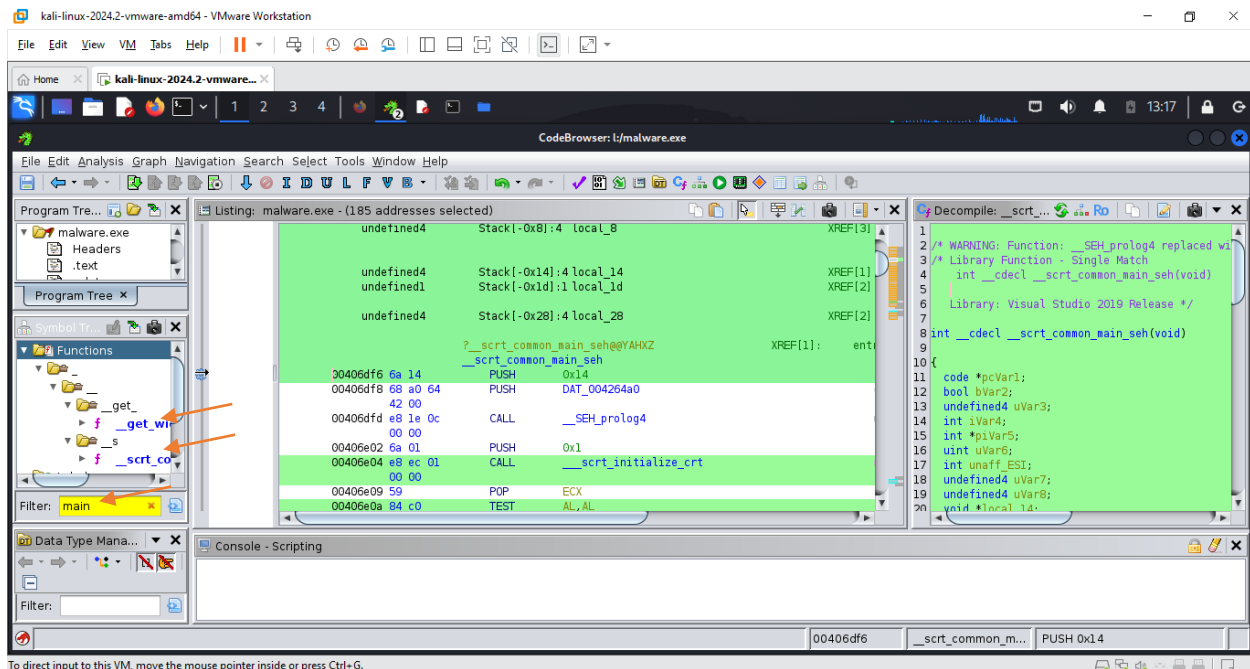 kali-linux-2024.2-vmware-amd64 - VMware Workstation
File Edit View VM Tabs Help
Home kali-linux-2024.2-vmware...
1 2 3 4 13:17
CodeBrowser: l:/malware.exe
File Edit Analysis Graph Navigation Search Select Tools Window Help
I D U L F V B
Program Tre...
malware.exe
Headers
.text
Program Tree
Symbol Tr...
Functions
_
__
__get_
f __get_wi
__s
f __scrt_co
Filter: main
Data Type Mana...
Filter:
Listing: malware.exe - (185 addresses selected)
undefined4 Stack[-0x8]:4 local_8 XREF[3]
undefined4 Stack[-0x14]:4 local_14 XREF[1]
undefined1 Stack[-0x1d]:1 local_1d XREF[2]
undefined4 Stack[-0x28]:4 local_28 XREF[2]
?__scrt_common_main_seh@@YAHXZ XREF[1]: ent
__scrt_common_main_seh
00406df6 6a 14 PUSH 0x14
00406df8 68 a0 64 PUSH DAT_004264a0
42 00
00406dfd e8 1e 0c CALL __SEH_prolog4
00 00
00406e02 6a 01 PUSH 0x1
00406e04 e8 ec 01 CALL ___scrt_initialize_crt
00 00
00406e09 59 POP ECX
00406e0a 84 c0 TEST AL,AL
Decompile: __scrt_...
Ro
1
2 /* WARNING: Function: __SEH_prolog4 replaced wi
3 /* Library Function - Single Match
4 int __cdecl __scrt_common_main_seh(void)
5
6 Library: Visual Studio 2019 Release */
7
8 int __cdecl __scrt_common_main_seh(void)
9
10 {
11 code *pcVar1;
12 bool bVar2;
13 undefined4 uVar3;
14 int iVar4;
15 int *piVar5;
16 uint uVar6;
17 int unaff_ESI;
18 undefined4 uVar7;
19 undefined4 uVar8;
20 void *local_14;
Console - Scripting
00406df6 __scrt_common_m... PUSH 0x14
To direct input to this VM, move the mouse pointer inside or press Ctrl+G.